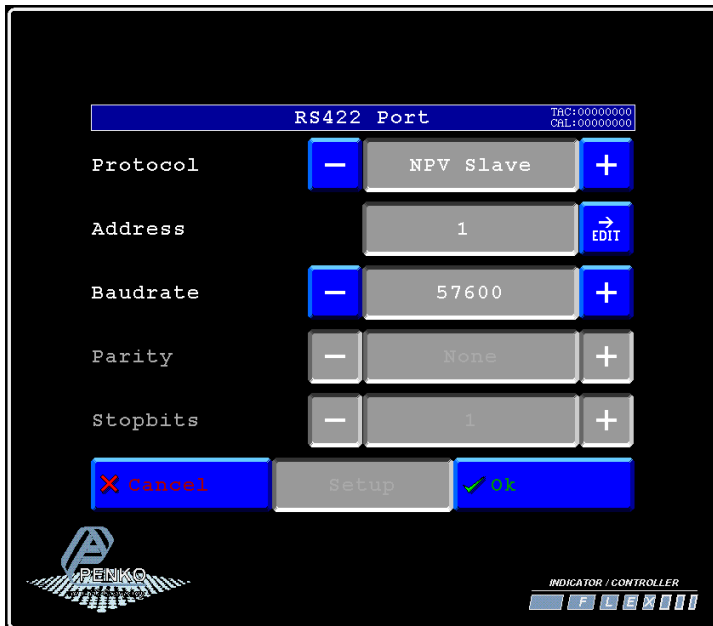 RS422 Port
TAC:00000000
CAL:00000000
Protocol − NPV Slave +
Address 1 → EDIT
Baudrate − 57600 +
Parity − None +
Stopbits − 1 +
Cancel Setup Ok
PENKO
INDICATOR / CONTROLLER
FLEX